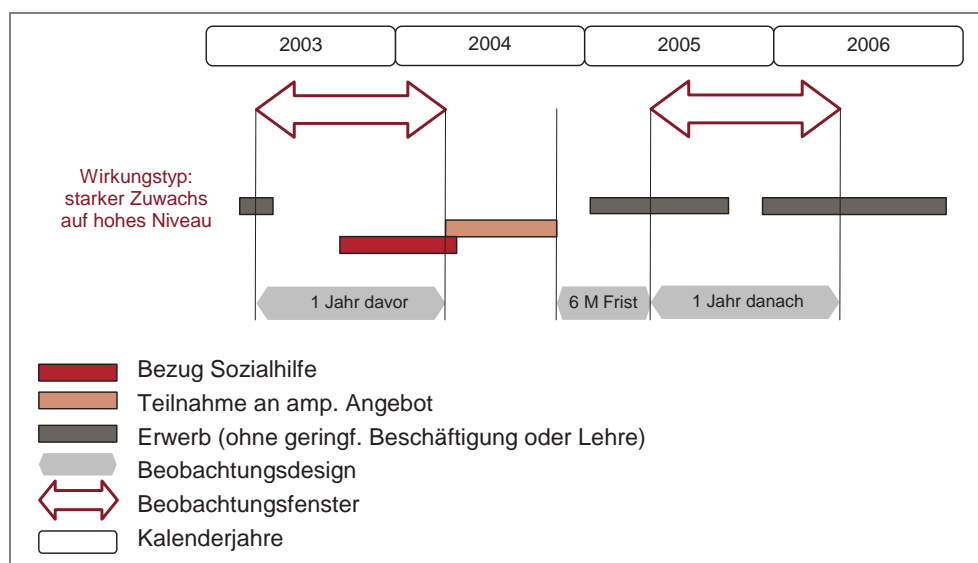 2003 2004 2005 2006
Wirkungstyp:
starker Zuwachs
auf hohes Niveau
1 Jahr davor 6 M Frist 1 Jahr danach
Bezug Sozialhilfe
Teilnahme an amp. Angebot
Erwerb (ohne geringf. Beschäftigung oder Lehre)
Beobachtungsdesign
Beobachtungsfenster
Kalenderjahre